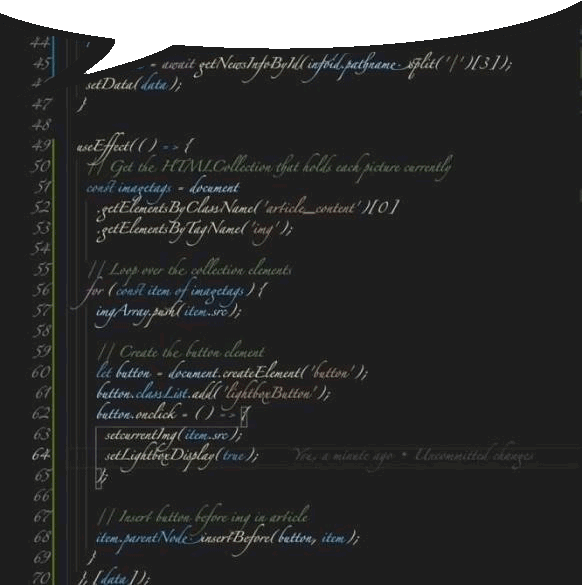 44 }
45 = await getNewsInfoById(infoid.pathname.split('/')[3]);
setData(data);
47 }
48
49 useEffect(() => {
50 // Get the HTMLCollection that holds each picture currently
51 const imagetags = document
52 .getElementsByClassName('article_content')[0]
53 .getElementsByTagName('img');
54
55 // Loop over the collection elements
56 for (const item of imagetags) {
57 imgArray.push(item.src);
58
59 // Create the button element
60 let button = document.createElement('button');
61 button.classList.add('lightboxButton');
62 button.onclick = () => {
63 setcurrentImg(item.src);
64 setLightboxDisplay(true); You, a minute ago • Uncommitted changes
65 };
66
67 // Insert button before img in article
68 item.parentNode.insertBefore(button, item);
69 }
70 }, [data]);